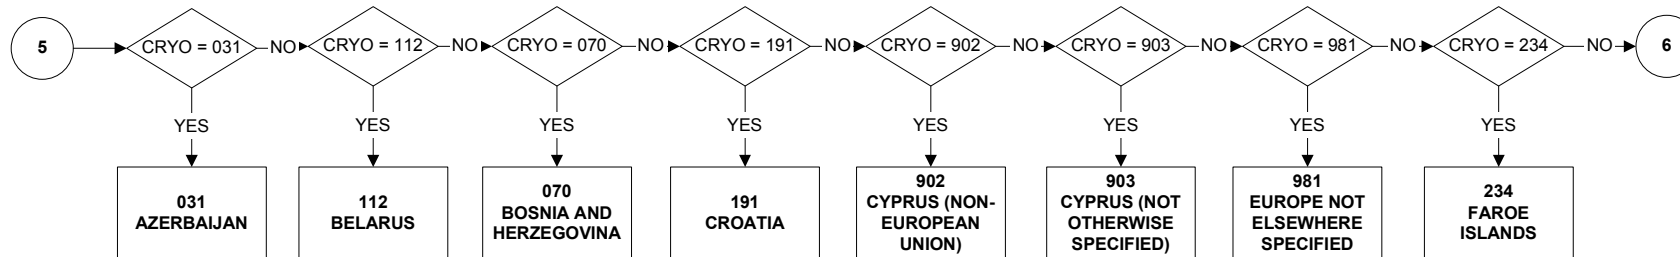 5
CRYO = 031
NO
CRYO = 112
NO
CRYO = 070
NO
CRYO = 191
NO
CRYO = 902
NO
CRYO = 903
NO
CRYO = 981
NO
CRYO = 234
NO
6
YES
YES
YES
YES
YES
YES
YES
YES
031
AZERBAIJAN
112
BELARUS
070
BOSNIA AND
HERZEGOVINA
191
CROATIA
902
CYPRUS (NON-
EUROPEAN
UNION)
903
CYPRUS (NOT
OTHERWISE
SPECIFIED)
981
EUROPE NOT
ELSEWHERE
SPECIFIED
234
FAROE
ISLANDS